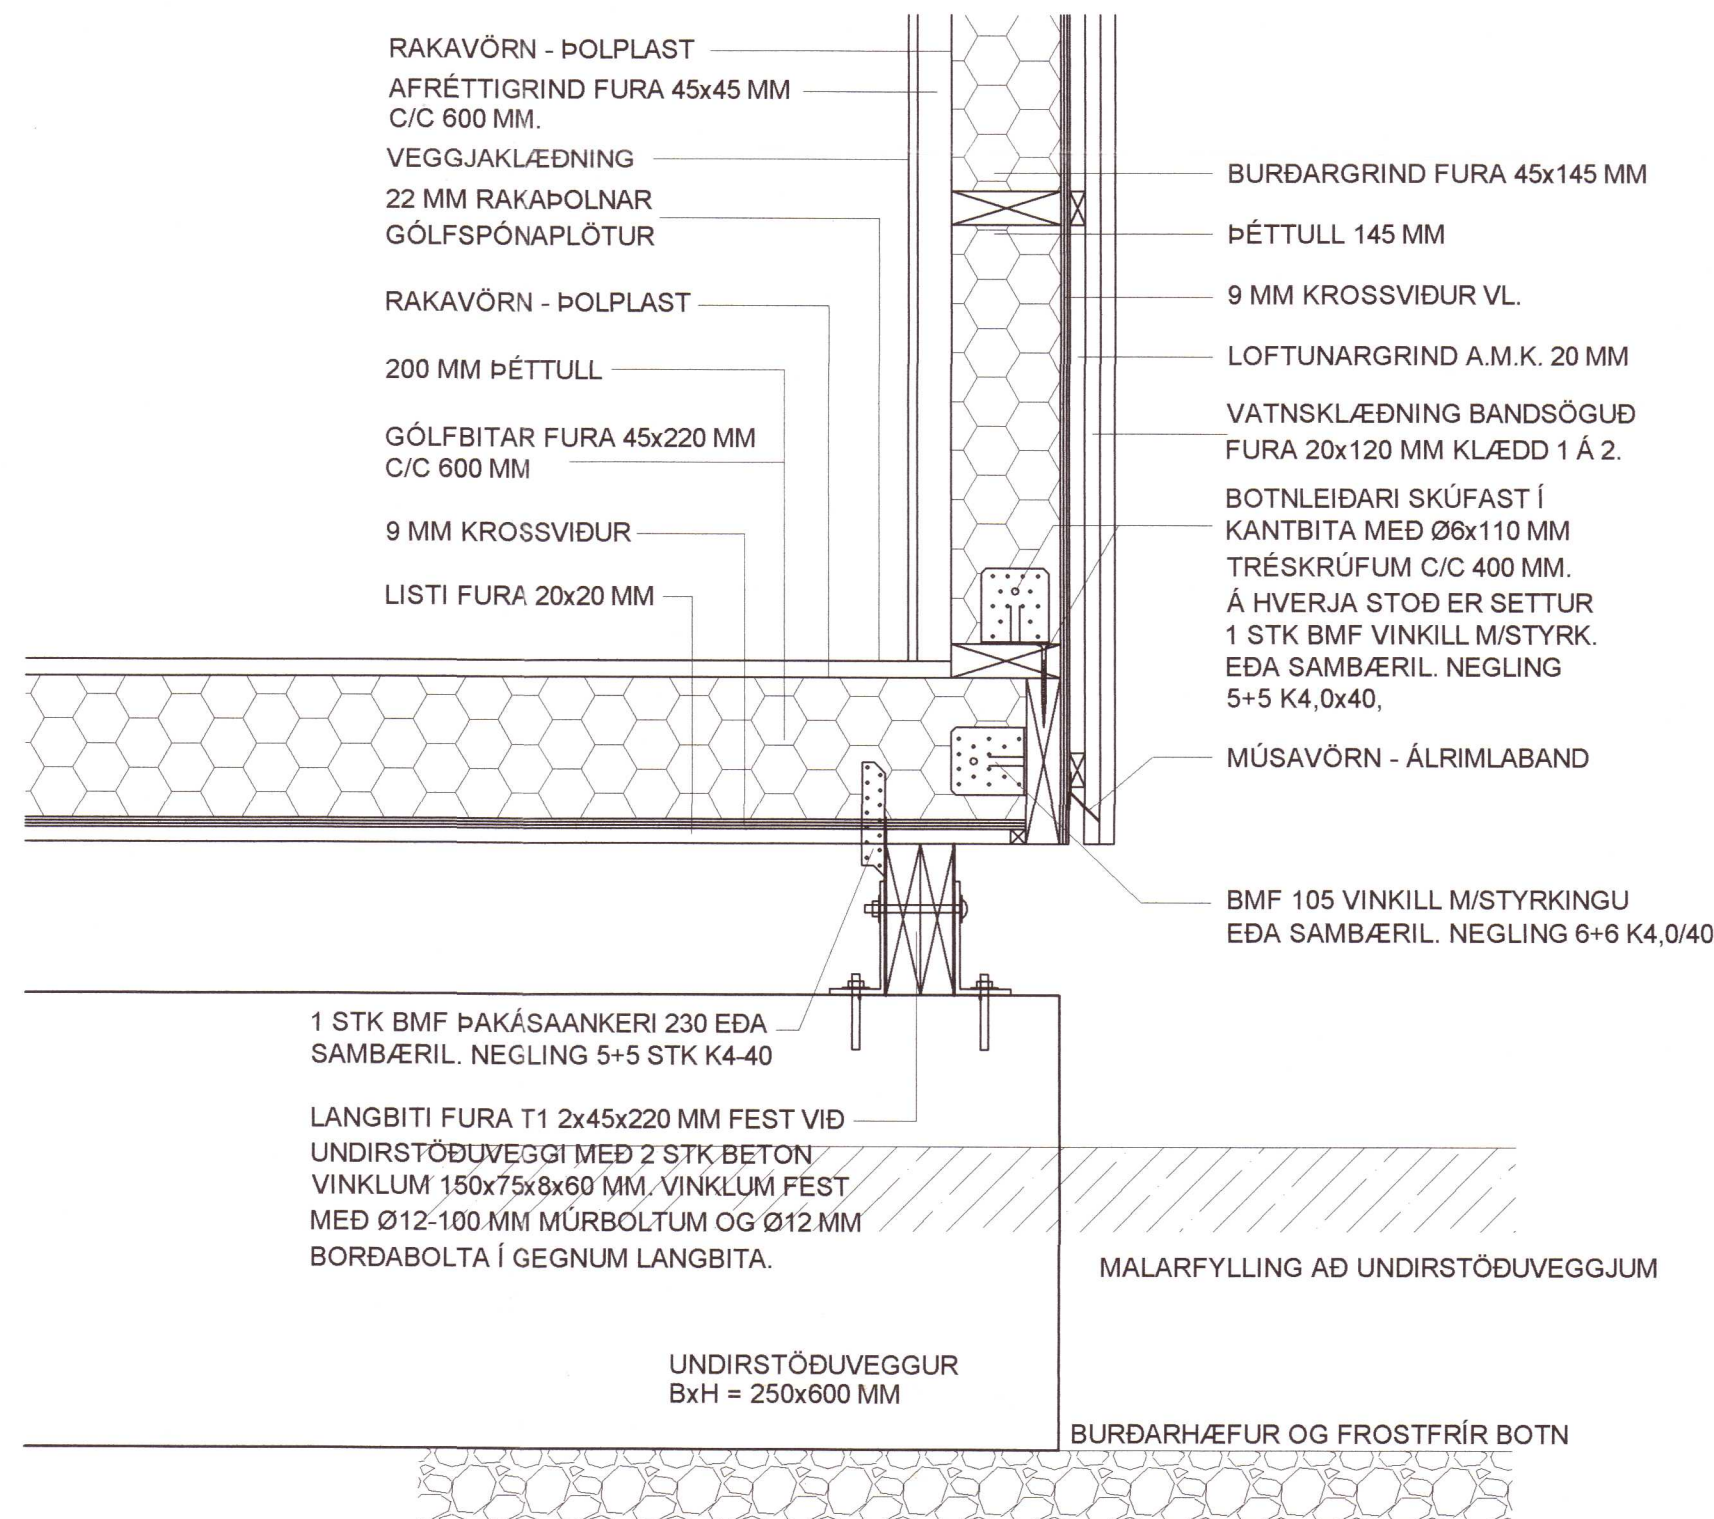 RAKAVÖRN - ÞOLPLAST
AFRÉTTIGRIND FURA 45x45 MM
C/C 600 MM.
VEGGJAKLÆÐNING
22 MM RAKAÞOLNAR
GÓLFSPÓNAPLÖTUR
RAKAVÖRN - ÞOLPLAST
200 MM ÞÉTTULL
GÓLFBITAR FURA 45x220 MM
C/C 600 MM
9 MM KROSSVIÐUR
LISTI FURA 20x20 MM
BURÐARGRIND FURA 45x145 MM
ÞÉTTULL 145 MM
9 MM KROSSVIÐUR VL.
LOFTUNARGRIND A.M.K. 20 MM
VATNSKLÆÐNING BANDSÖGUÐ
FURA 20x120 MM KLÆDD 1 Á 2.
BOTNLEIÐARI SKÚFAST Í
KANTBITA MEÐ Ø6x110 MM
TRÉSKRÚFUM C/C 400 MM.
Á HVERJA STOÐ ER SETTUR
1 STK BMF VINKILL M/STYRK.
EÐA SAMBÆRIL. NEGLING
5+5 K4,0x40,
MÚSAVÖRN - ÁLRIMLABAND
BMF 105 VINKILL M/STYRKINGU
EÐA SAMBÆRIL. NEGLING 6+6 K4,0/40
1 STK BMF ÞAKÁSAANKERI 230 EÐA
SAMBÆRIL. NEGLING 5+5 STK K4-40
LANGBITI FURA T1 2x45x220 MM FEST VIÐ
UNDIRSTÖÐUVEGGI MEÐ 2 STK BETON
VINKLUM 150x75x8x60 MM. VINKLUM FEST
MEÐ Ø12-100 MM MÚRBOLTUM OG Ø12 MM
BORÐABOLTA Í GEGNUM LANGBITA.
MALARFYLLING AÐ UNDIRSTÖÐUVEGGJUM
UNDIRSTÖÐUVEGGUR
BxH = 250x600 MM
BURÐARHÆFUR OG FROSTFRÍR BOTN